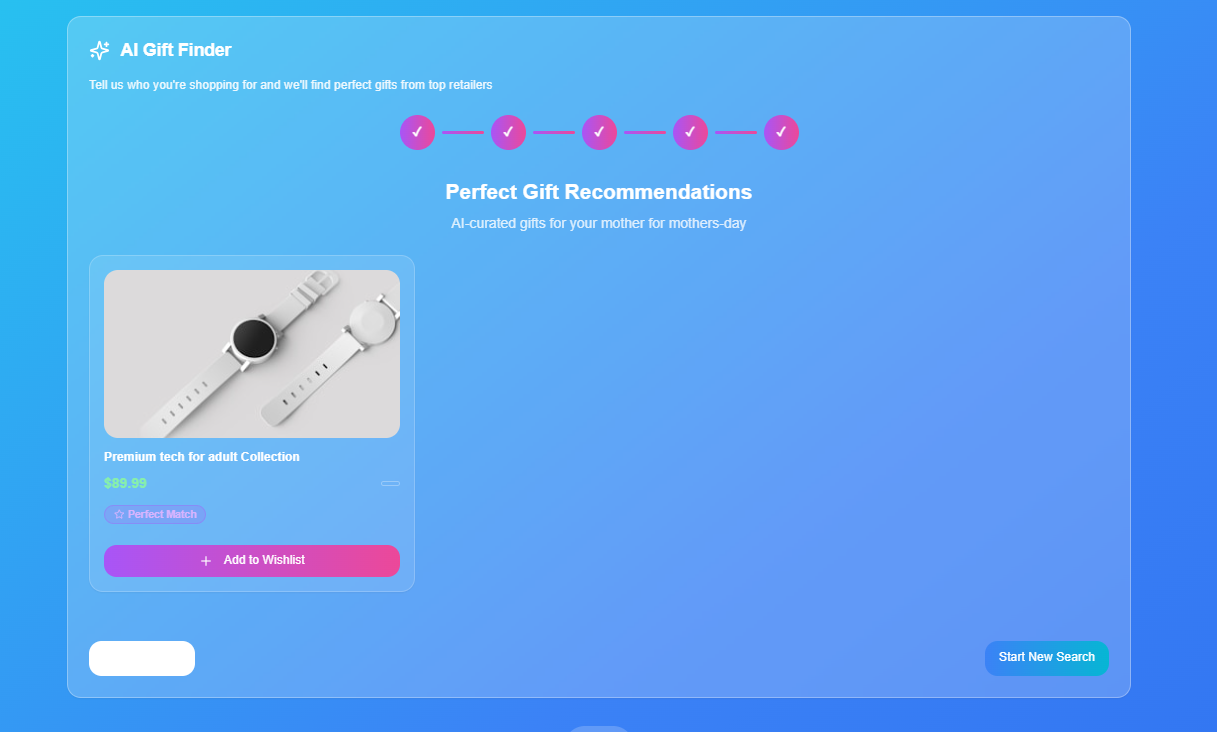 AI Gift Finder
Tell us who you're shopping for and we'll find perfect gifts from top retailers
Perfect Gift Recommendations
AI-curated gifts for your mother for mothers-day
Premium tech for adult Collection
$89.99
Perfect Match
Add to Wishlist
Start New Search